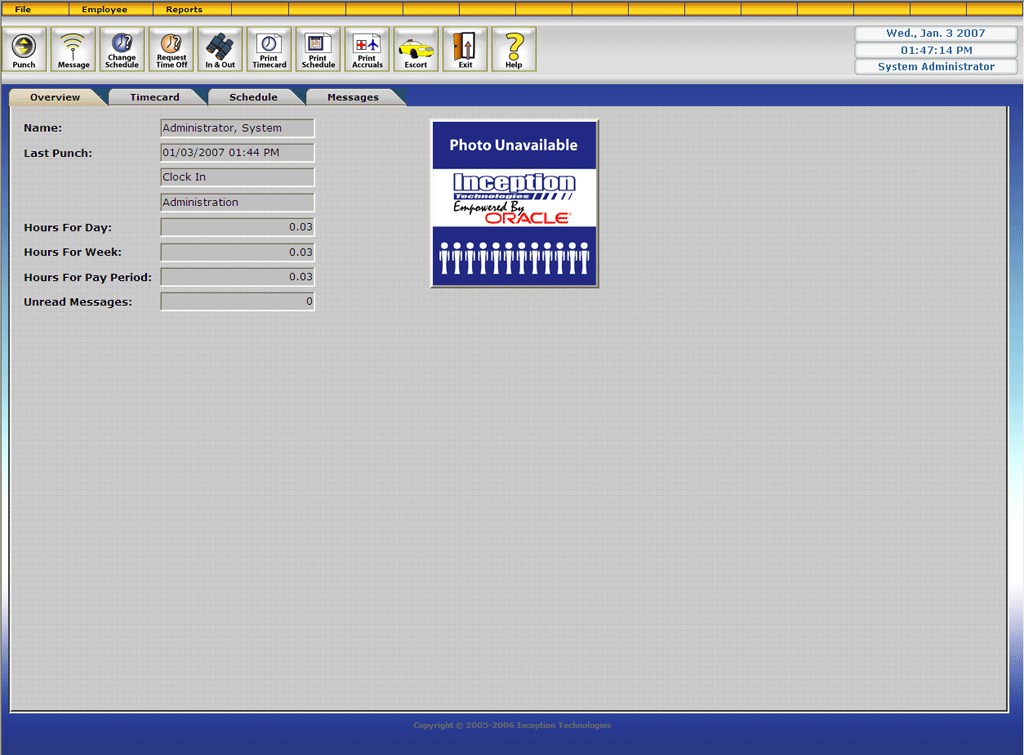 File Employee Reports
Punch Message Change Schedule Request Time Off In & Out Print Timecard Print Schedule Print Accruals Escort Exit Help
Wed., Jan. 3 2007
01:47:14 PM
System Administrator
Overview Timecard Schedule Messages
Name: Administrator, System
Last Punch: 01/03/2007 01:44 PM
Clock In
Administration
Hours For Day: 0.03
Hours For Week: 0.03
Hours For Pay Period: 0.03
Unread Messages: 0
Photo Unavailable
Inception
Technologies
Empowered By
ORACLE
Copyright © 2005-2006 Inception Technologies